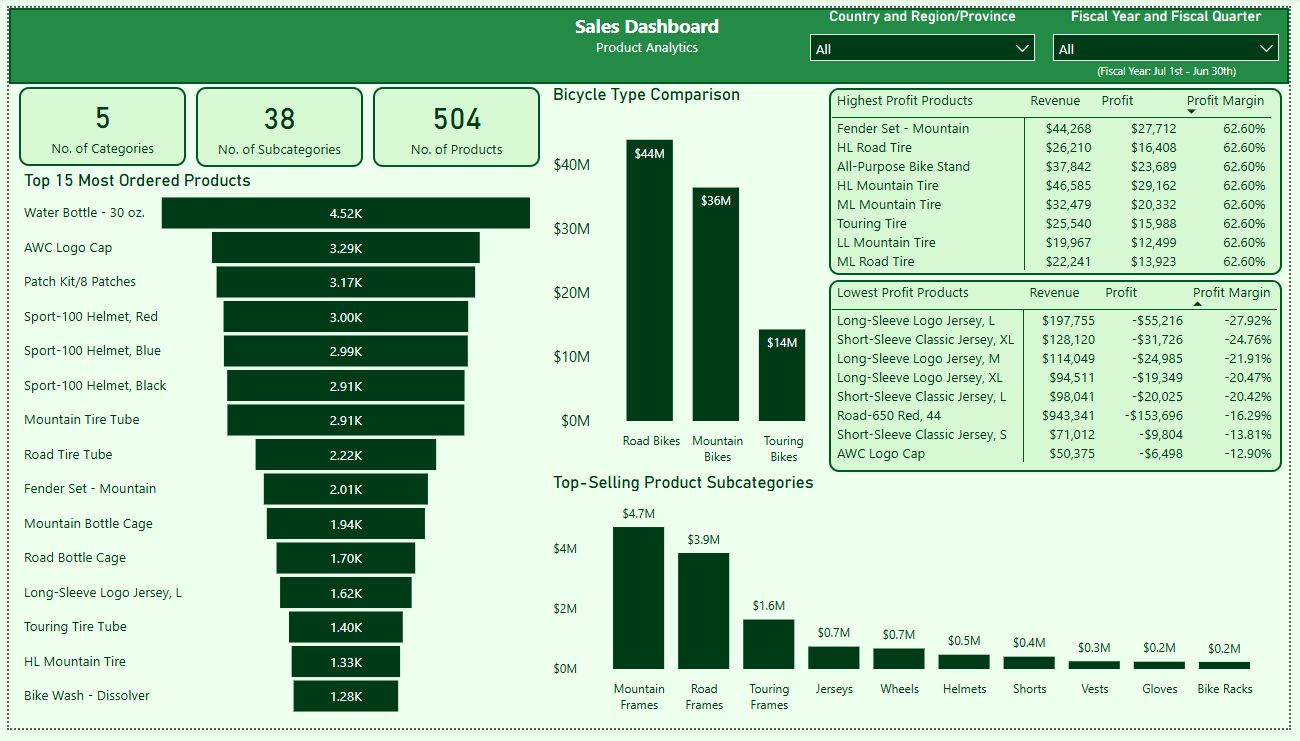 Sales Dashboard
Product Analytics
Country and Region/Province
All
Fiscal Year and Fiscal Quarter
All
(Fiscal Year: Jul 1st - Jun 30th)
5
No. of Categories
38
No. of Subcategories
504
No. of Products
Top 15 Most Ordered Products
Water Bottle - 30 oz. 4.52K
AWC Logo Cap 3.29K
Patch Kit/8 Patches 3.17K
Sport-100 Helmet, Red 3.00K
Sport-100 Helmet, Blue 2.99K
Sport-100 Helmet, Black 2.91K
Mountain Tire Tube 2.91K
Road Tire Tube 2.22K
Fender Set - Mountain 2.01K
Mountain Bottle Cage 1.94K
Road Bottle Cage 1.70K
Long-Sleeve Logo Jersey, L 1.62K
Touring Tire Tube 1.40K
HL Mountain Tire 1.33K
Bike Wash - Dissolver 1.28K
Bicycle Type Comparison
$40M
$30M
$20M
$10M
$0M
$44M
$36M
$14M
Road Bikes
Mountain Bikes
Touring Bikes
Highest Profit Products Revenue Profit Profit Margin
Fender Set - Mountain $44,268 $27,712 62.60%
HL Road Tire $26,210 $16,408 62.60%
All-Purpose Bike Stand $37,842 $23,689 62.60%
HL Mountain Tire $46,585 $29,162 62.60%
ML Mountain Tire $32,479 $20,332 62.60%
Touring Tire $25,540 $15,988 62.60%
LL Mountain Tire $19,967 $12,499 62.60%
ML Road Tire $22,241 $13,923 62.60%
Lowest Profit Products Revenue Profit Profit Margin
Long-Sleeve Logo Jersey, L $197,755 -$55,216 -27.92%
Short-Sleeve Classic Jersey, XL $128,120 -$31,726 -24.76%
Long-Sleeve Logo Jersey, M $114,049 -$24,985 -21.91%
Long-Sleeve Logo Jersey, XL $94,511 -$19,349 -20.47%
Short-Sleeve Classic Jersey, L $98,041 -$20,025 -20.42%
Road-650 Red, 44 $943,341 -$153,696 -16.29%
Short-Sleeve Classic Jersey, S $71,012 -$9,804 -13.81%
AWC Logo Cap $50,375 -$6,498 -12.90%
Top-Selling Product Subcategories
$4M
$2M
$0M
$4.7M
$3.9M
$1.6M
$0.7M
$0.7M
$0.5M
$0.4M
$0.3M
$0.2M
$0.2M
Mountain Frames
Road Frames
Touring Frames
Jerseys
Wheels
Helmets
Shorts
Vests
Gloves
Bike Racks